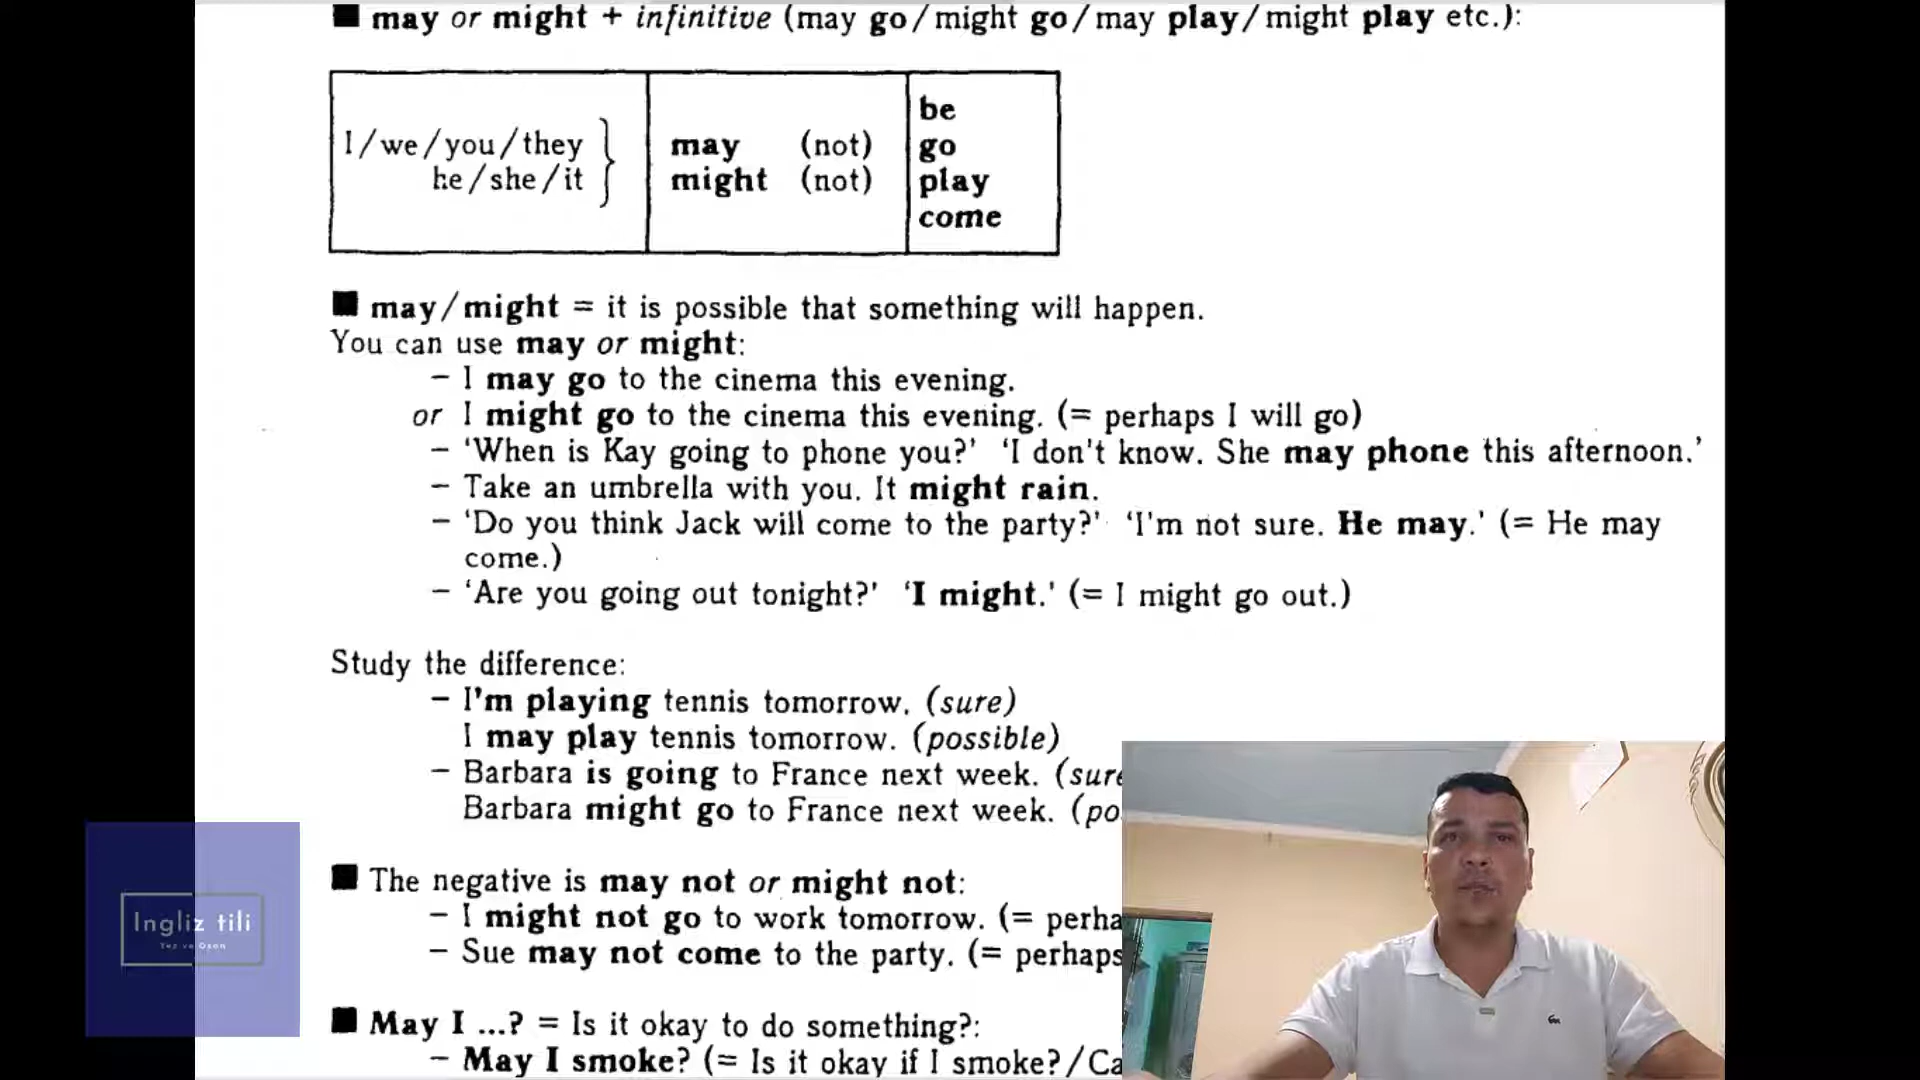 ■ may or might + infinitive (may go/might go/may play/might play etc.):
I/we/you/they
he/she/it
may (not)
might (not)
be
go
play
come
■ may/might = it is possible that something will happen.
You can use may or might:
– I may go to the cinema this evening.
or I might go to the cinema this evening. (= perhaps I will go)
– ‘When is Kay going to phone you?’ ‘I don't know. She may phone this afternoon.’
– Take an umbrella with you. It might rain.
– ‘Do you think Jack will come to the party?’ ‘I'm not sure. He may.’ (= He may
come.)
– ‘Are you going out tonight?’ ‘I might.’ (= I might go out.)
Study the difference:
– I'm playing tennis tomorrow. (sure)
I may play tennis tomorrow. (possible)
– Barbara is going to France next week. (sure
Barbara might go to France next week. (po
■ The negative is may not or might not:
– I might not go to work tomorrow. (= perha
– Sue may not come to the party. (= perhaps
■ May I ...? = Is it okay to do something?:
– May I smoke? (= Is it okay if I smoke?/Ca
Ingliz tili
Tez va Oson